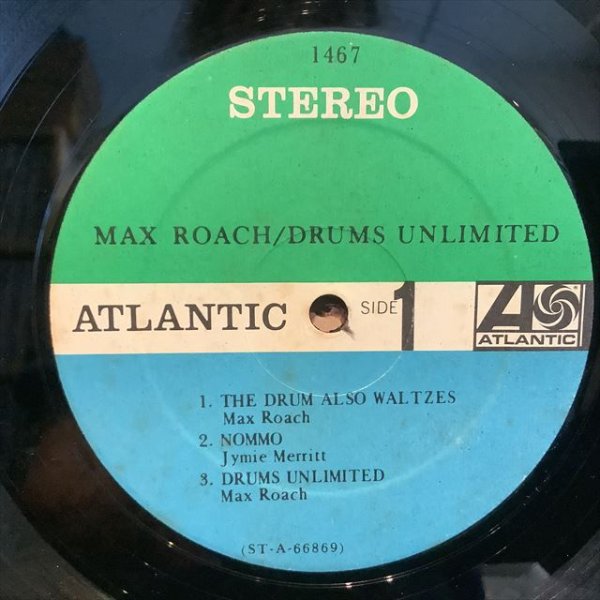 1467
STEREO
MAX ROACH/DRUMS UNLIMITED
ATLANTIC SIDE 1 ATLANTIC
1. THE DRUM ALSO WALTZES
Max Roach
2. NOMMO
Jymie Merritt
3. DRUMS UNLIMITED
Max Roach
(ST-A-66869)